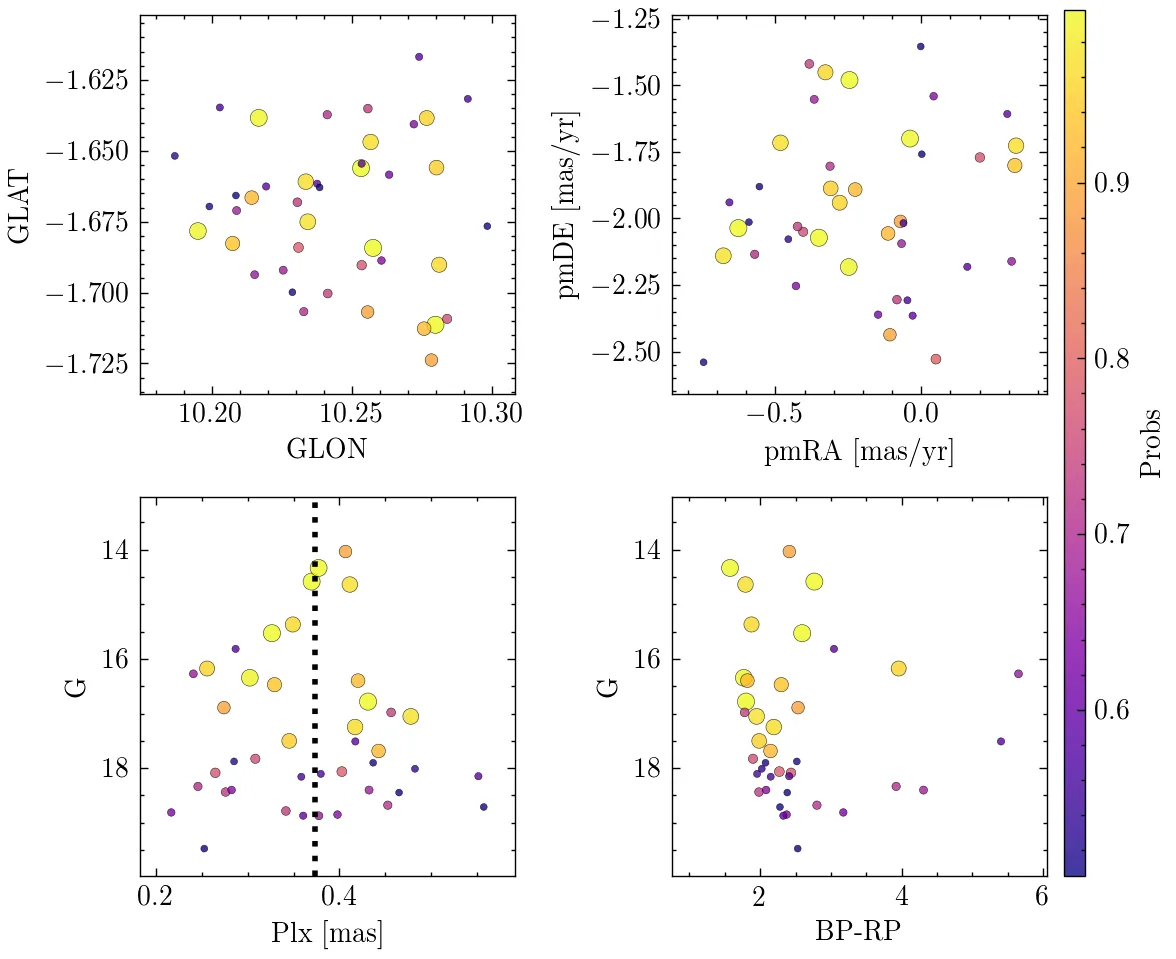 −1.625
−1.650
−1.675
−1.700
−1.725
GLAT
10.20 10.25 10.30
GLON
−1.25
−1.50
−1.75
−2.00
−2.25
−2.50
pmDE [mas/yr]
−0.5 0.0
pmRA [mas/yr]
14
16
18
G
0.2 0.4
Plx [mas]
14
16
18
G
2 4 6
BP-RP
0.9
0.8
0.7
0.6
Probs